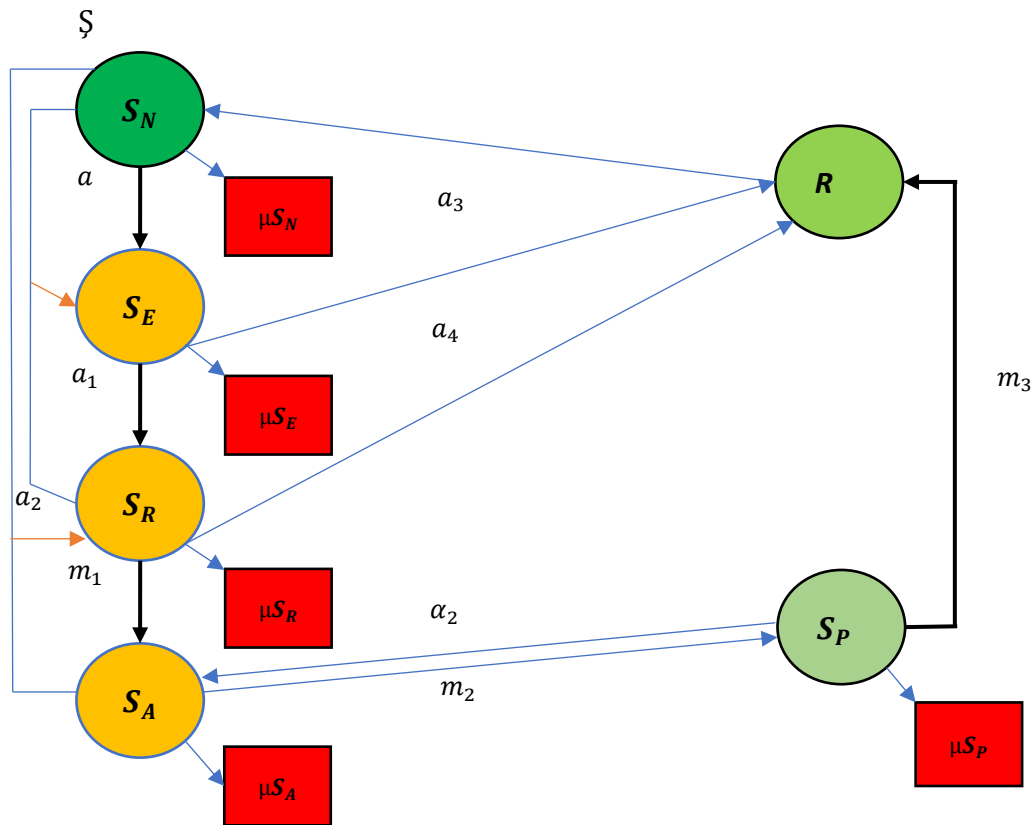 Ş
S_N
a
μS_N
R
a_3
S_E
a_4
a_1
μS_E
m_3
a_2
S_R
m_1
μS_R
α_2
S_P
m_2
S_A
μS_P
μS_A